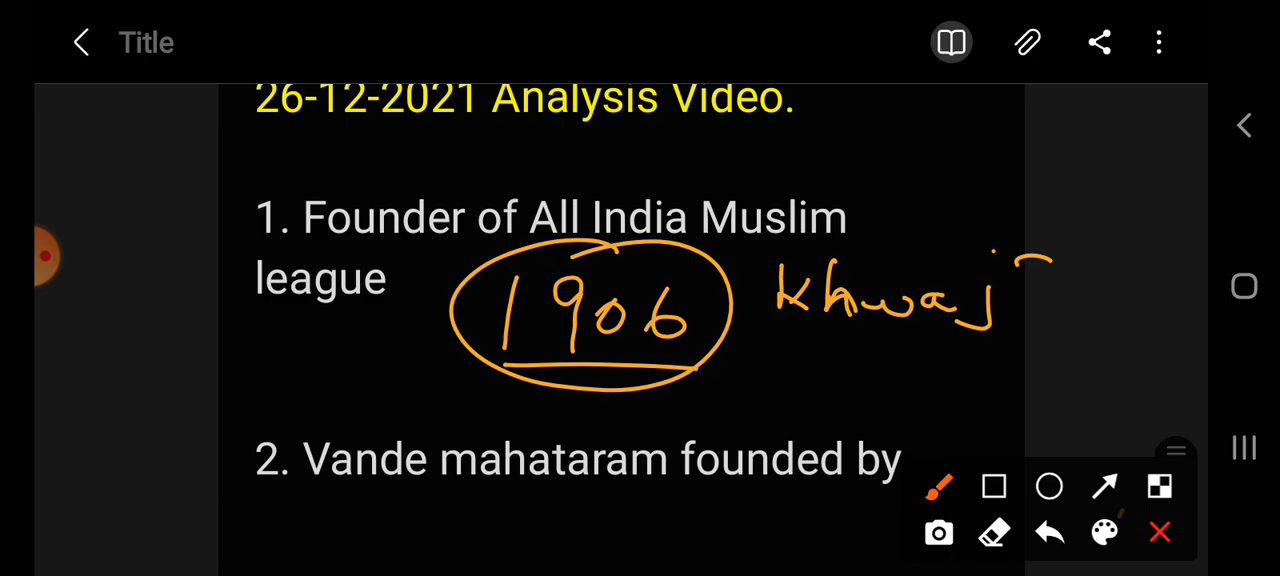 Title
26-12-2021 Analysis Video.
1. Founder of All India Muslim
league 1906 Khwaj
2. Vande mahataram founded by